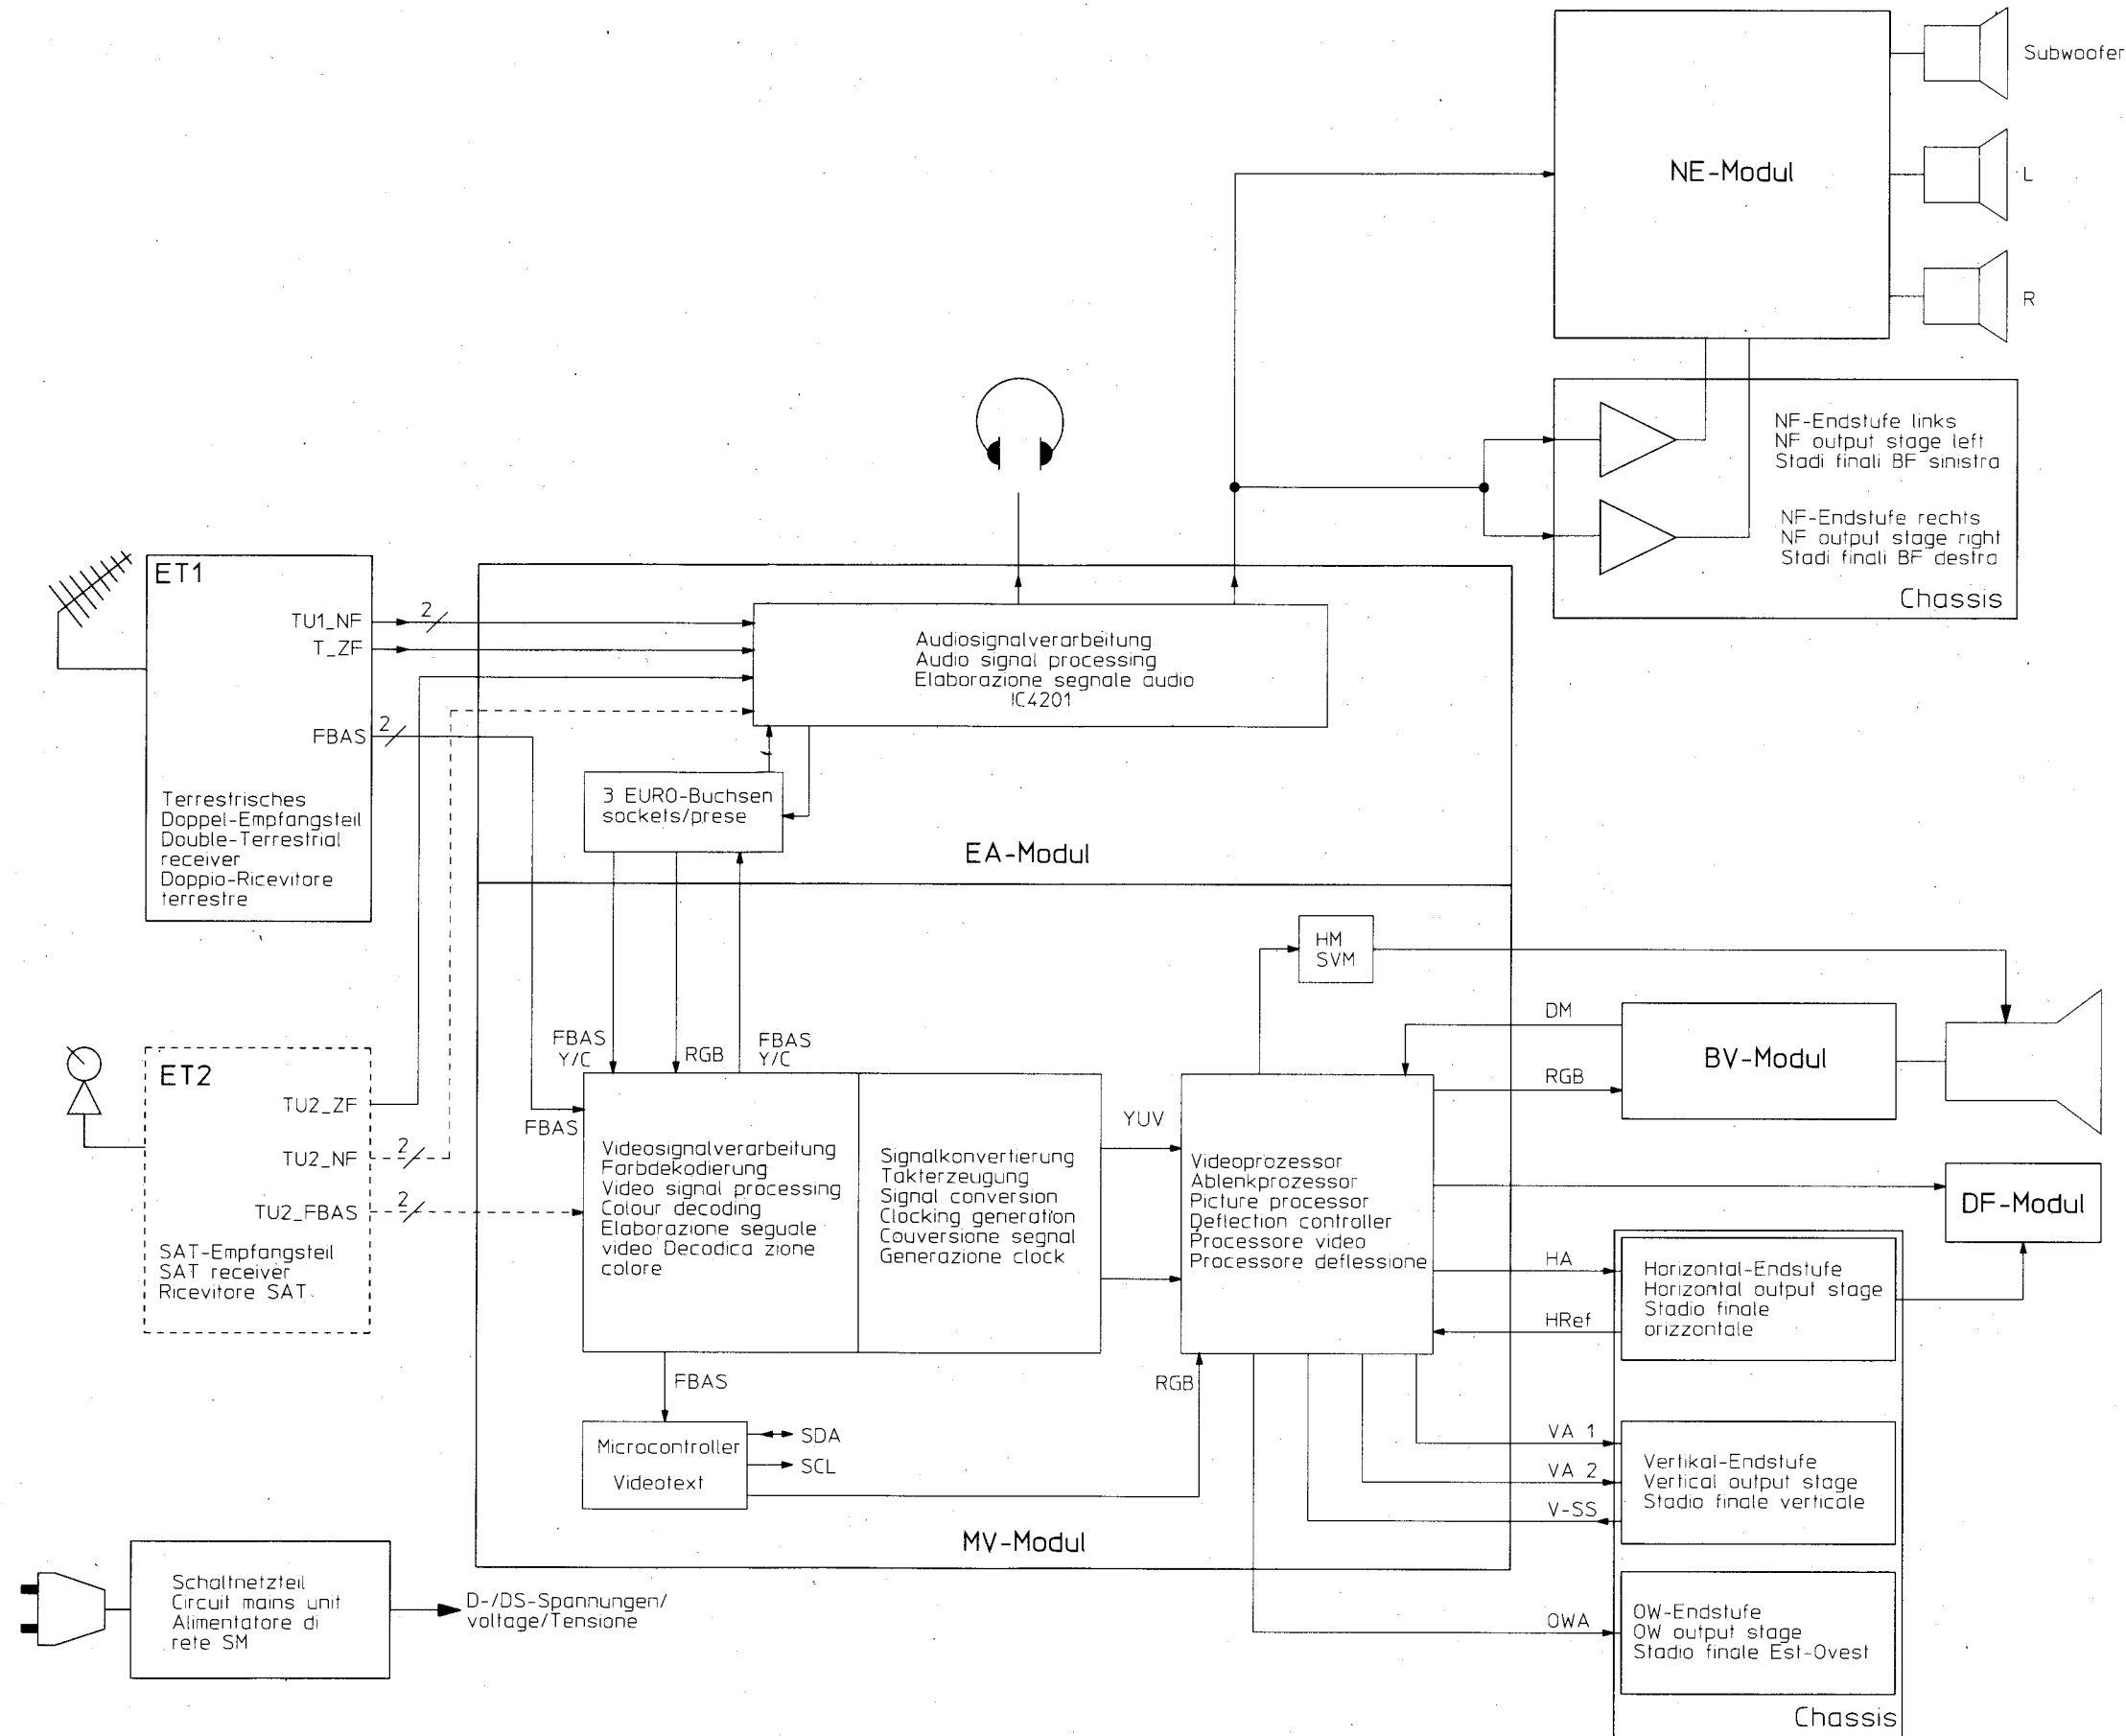 Subwoofer
NE-Modul
L
R
NF-Endstufe links
NF output stage left
Stadi finali BF sinistra
NF-Endstufe rechts
NF output stage right
Stadi finali BF destra
Chassis
ET1
TU1_NF
2
T_ZF
FBAS
2
Terrestrisches
Doppel-Empfangsteil
Double-Terrestrial
receiver
Doppio-Ricevitore
terrestre
Audiosignalverarbeitung
Audio signal processing
Elaborazione segnale audio
IC4201
3 EURO-Buchsen
sockets/prese
EA-Modul
HM
SVM
ET2
TU2_ZF
TU2_NF
2
TU2_FBAS
2
SAT-Empfangsteil
SAT receiver
Ricevitore SAT
FBAS
Y/C
RGB
FBAS
Y/C
FBAS
Videosignalverarbeitung
Farbdekodierung
Video signal processing
Colour decoding
Elaborazione seguale
video Decodica zione
colore
Signalkonvertierung
Takterzeugung
Signal conversion
Clocking generation
Couversione segnal
Generazione clock
YUV
Videoprozessor
Ablenkprozessor
Picture processor
Deflection controller
Processore video
Processore deflessione
DM
RGB
BV-Modul
DF-Modul
HA
HRef
Horizontal-Endstufe
Horizontal output stage
Stadio finale
orizzontale
FBAS
RGB
Microcontroller
Videotext
SDA
SCL
VA 1
VA 2
V-SS
Vertikal-Endstufe
Vertical output stage
Stadio finale verticale
MV-Modul
OWA
OW-Endstufe
OW output stage
Stadio finale Est-Ovest
Chassis
Schaltnetzteil
Circuit mains unit
Alimentatore di
rete SM
D-/DS-Spannungen/
voltage/Tensione